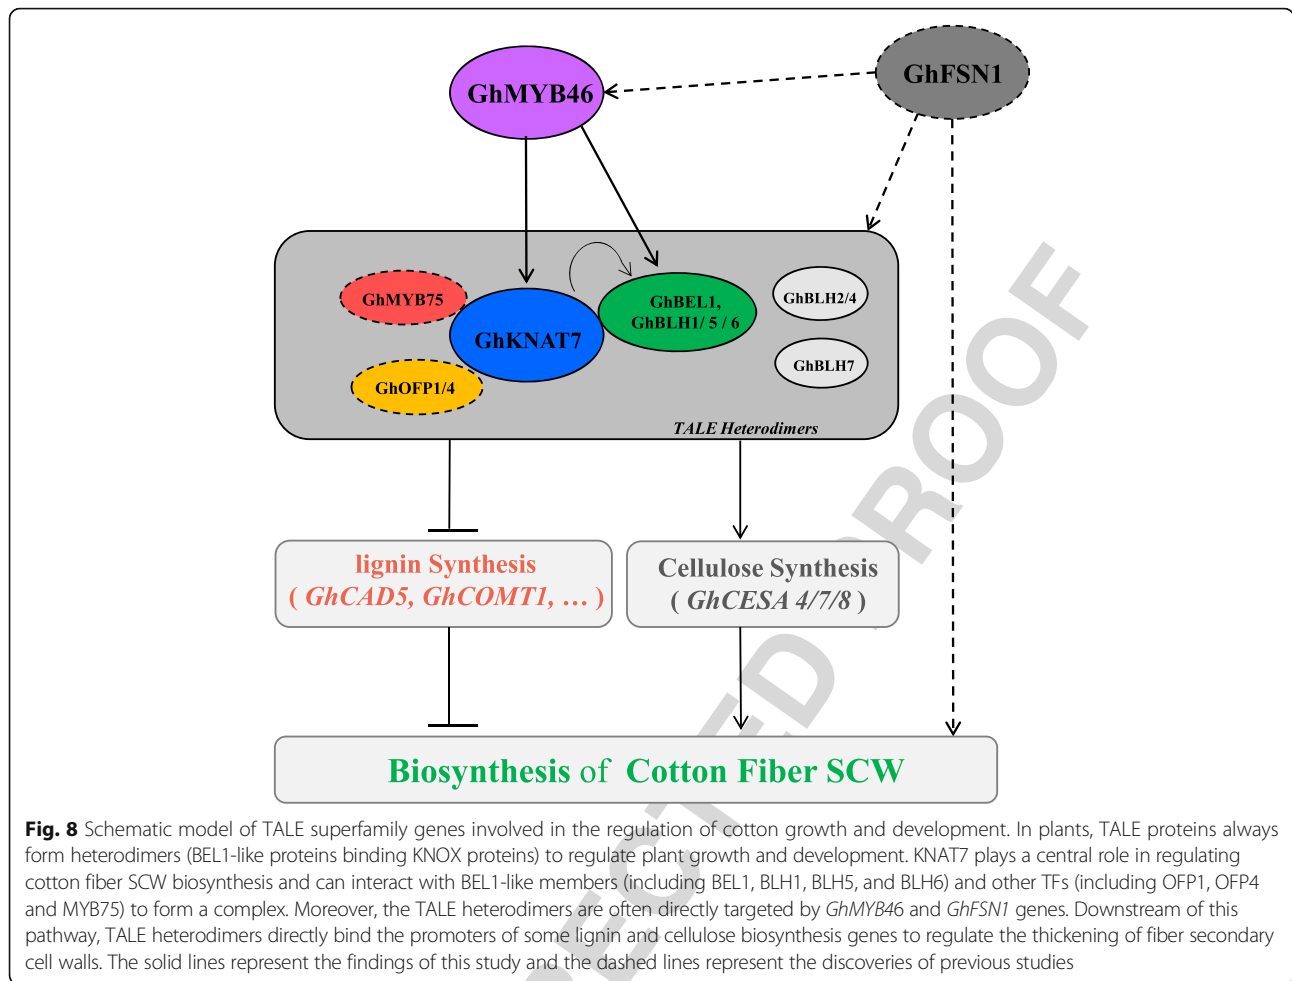 GhMYB46
GhFSN1
GhMYB75
GhKNAT7
GhOFP1/4
GhBEL1,
GhBLH1/ 5 / 6
GhBLH2/4
GhBLH7
TALE Heterodimers
lignin Synthesis
( GhCAD5, GhCOMT1, … )
Cellulose Synthesis
( GhCESA 4/7/8 )
Biosynthesis of Cotton Fiber SCW
Fig. 8 Schematic model of TALE superfamily genes involved in the regulation of cotton growth and development. In plants, TALE proteins always
form heterodimers (BEL1-like proteins binding KNOX proteins) to regulate plant growth and development. KNAT7 plays a central role in regulating
cotton fiber SCW biosynthesis and can interact with BEL1-like members (including BEL1, BLH1, BLH5, and BLH6) and other TFs (including OFP1, OFP4
and MYB75) to form a complex. Moreover, the TALE heterodimers are often directly targeted by GhMYB46 and GhFSN1 genes. Downstream of this
pathway, TALE heterodimers directly bind the promoters of some lignin and cellulose biosynthesis genes to regulate the thickening of fiber secondary
cell walls. The solid lines represent the findings of this study and the dashed lines represent the discoveries of previous studies
PROOF